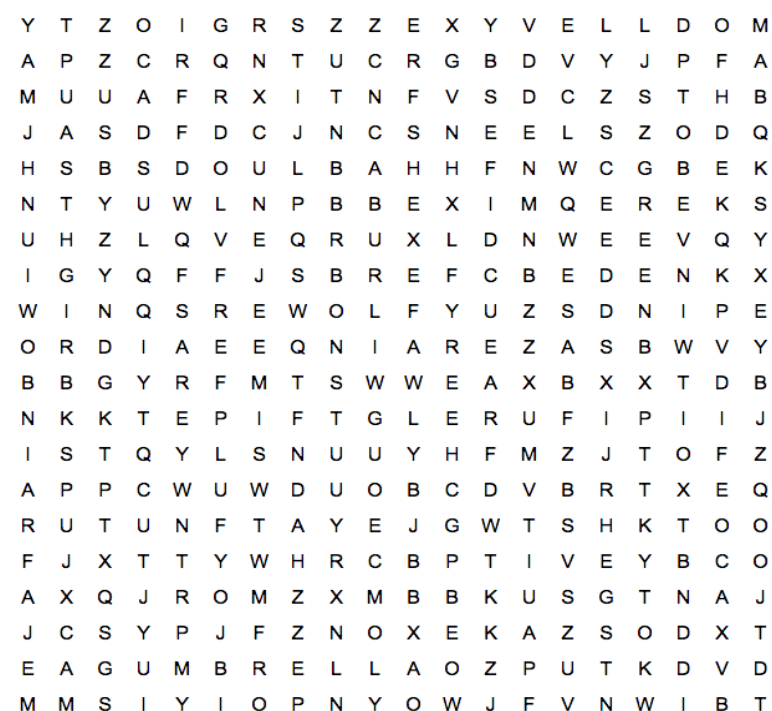 Y T Z O I G R S Z Z E X Y V E L L D O M
A P Z C R Q N T U C R G B D V Y J P F A
M U U A F R X I T N F V S D C Z S T H B
J A S D F D C J N C S N E E L S Z O D Q
H S B S D O U L B A H H F N W C G B E K
N T Y U W L N P B B E X I M Q E R E K S
U H Z L Q V E Q R U X L D N W E E V Q Y
I G Y Q F F J S B R E F C B E D E N K X
W I N Q S R E W O L F Y U Z S D N I P E
O R D I A E E Q N I A R E Z A S B W V Y
B B G Y R F M T S W W E A X B X X T D B
N K K T E P I F T G L E R U F I P I I J
I S T Q Y L S N U U Y H F M Z J T O F Z
A P P C W U W D U O B C D V B R T X E Q
R U T U N F T A Y E J G W T S H K T O O
F J X T T Y W H R C B P T I V E Y B C O
A X Q J R O M Z X M B B K U S G T N A J
J C S Y P J F Z N O X E K A Z S O D X T
E A G U M B R E L L A O Z P U T K D V D
M M S I Y I O P N Y O W J F V N W I B T